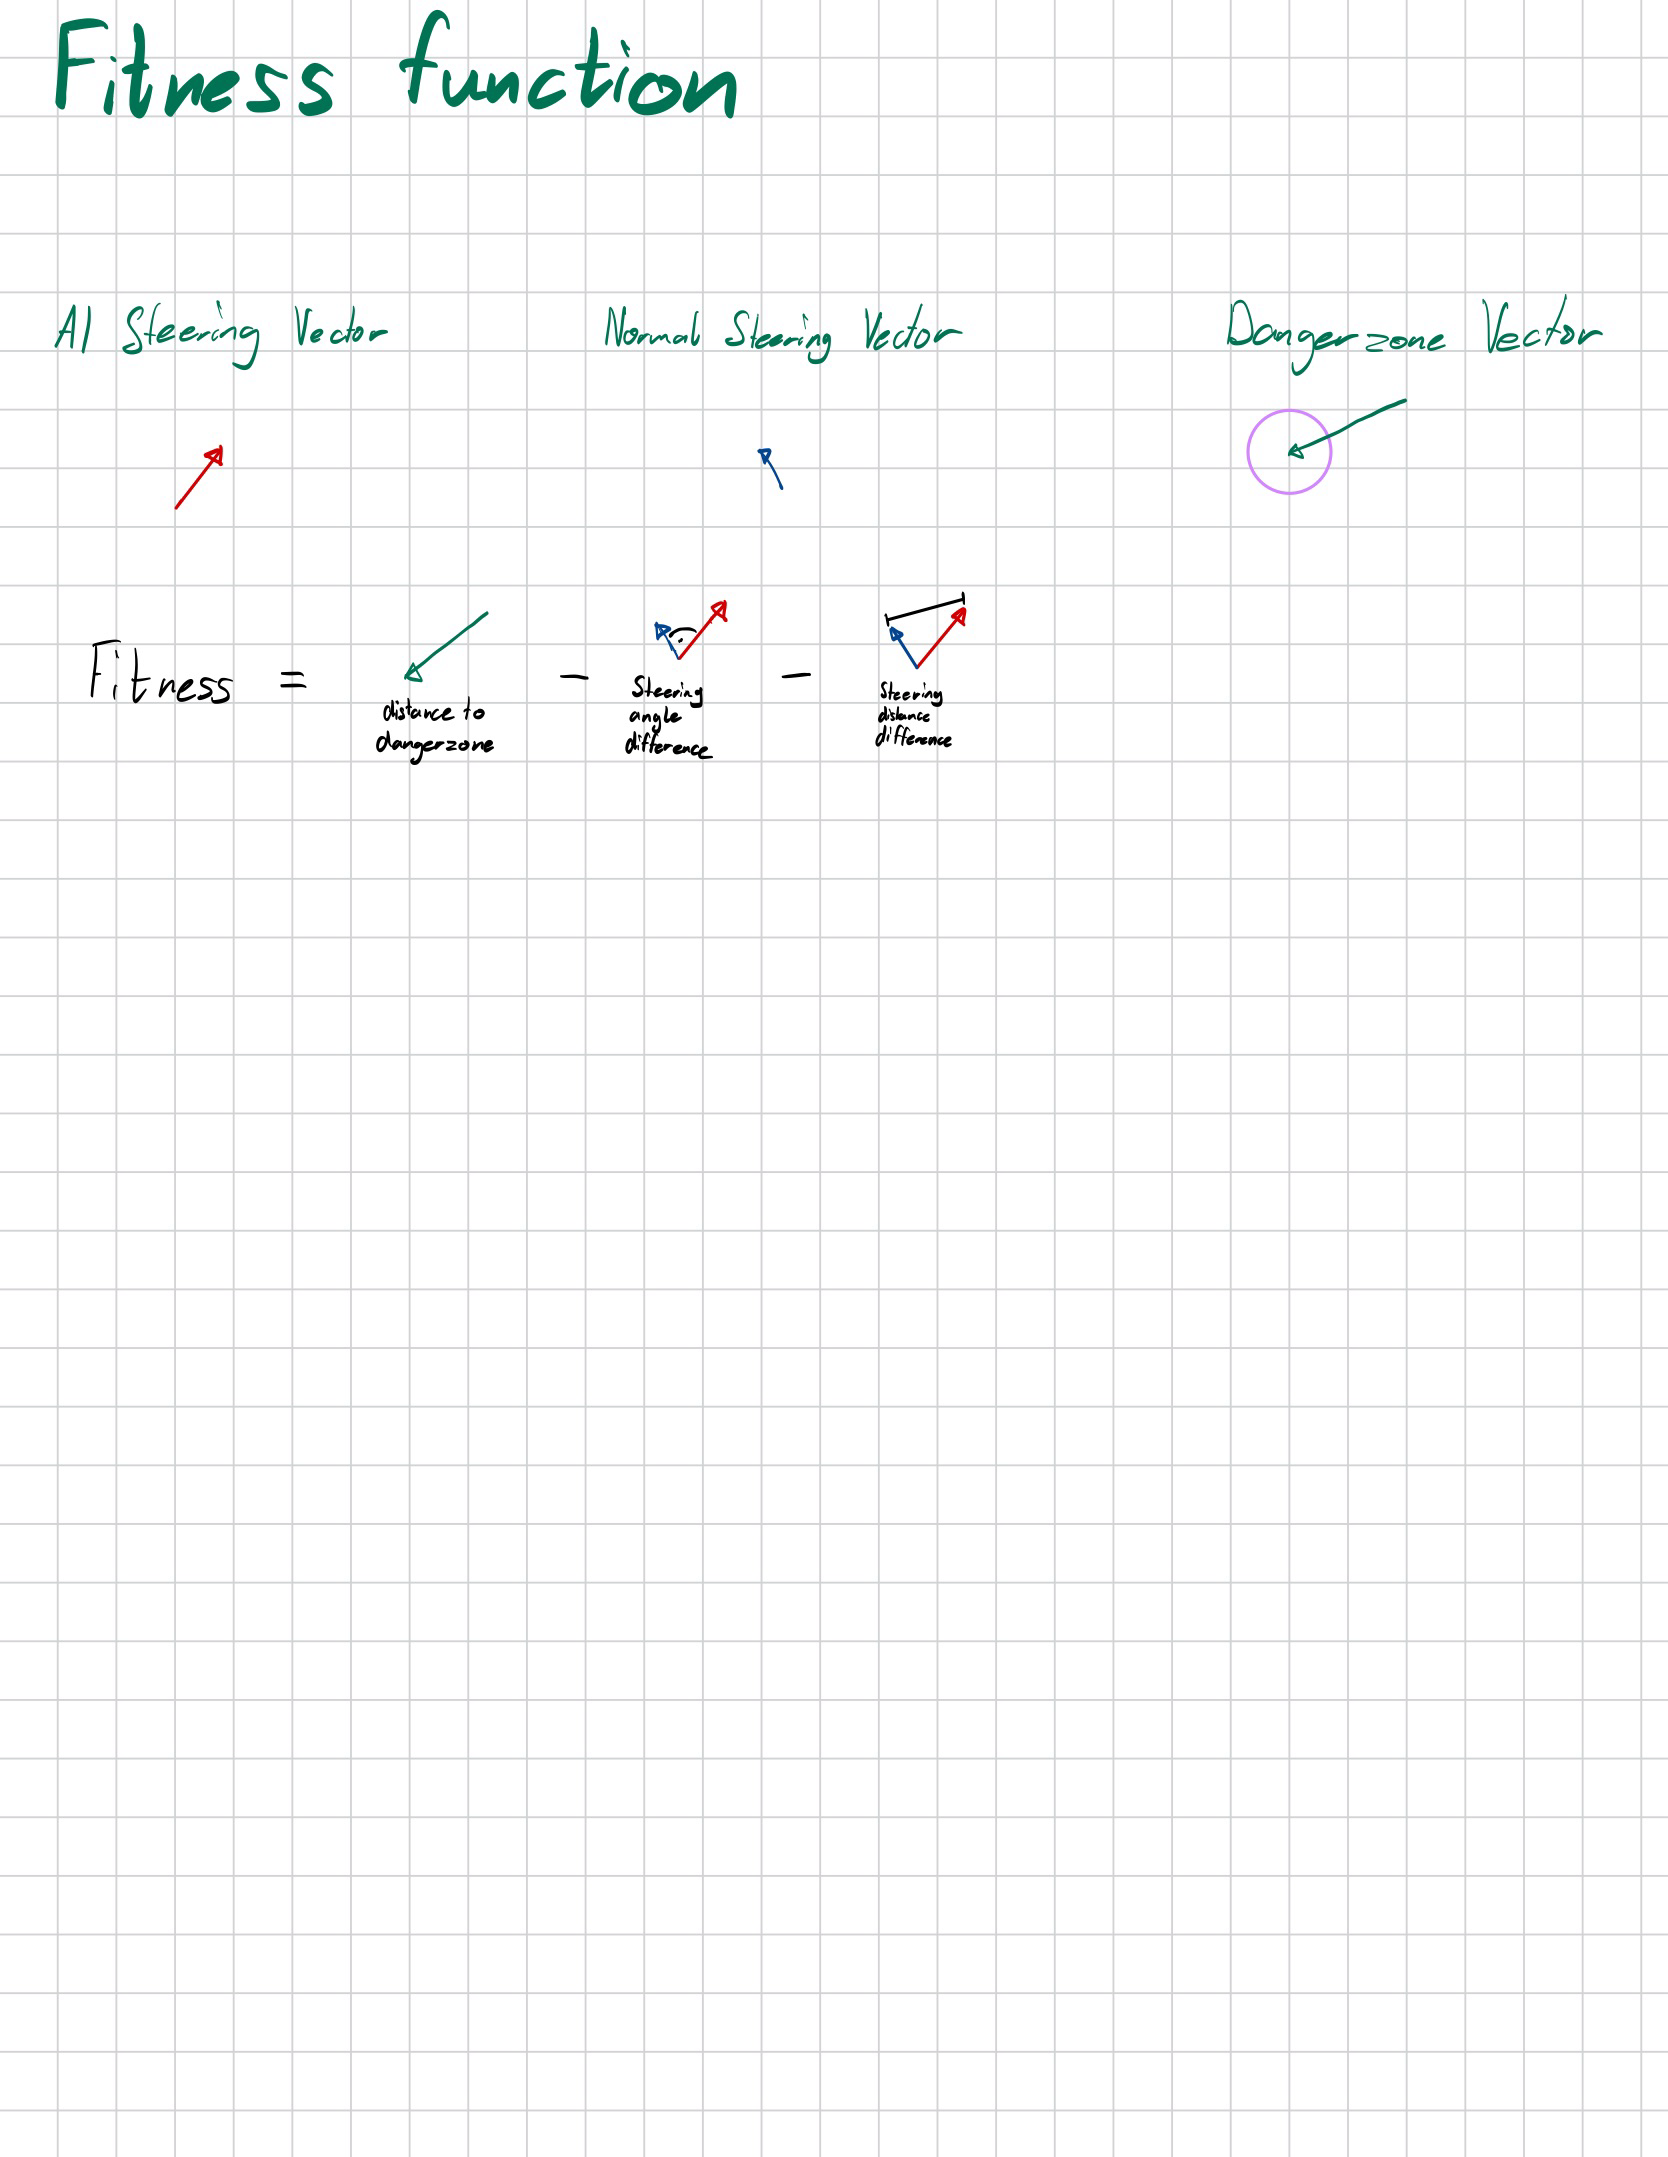 Fitness function
AI Steering Vector
Normal Steering Vector
Dangerzone Vector
Fitness = - -
distance to
dangerzone
Steering
angle
difference
Steering
distance
difference